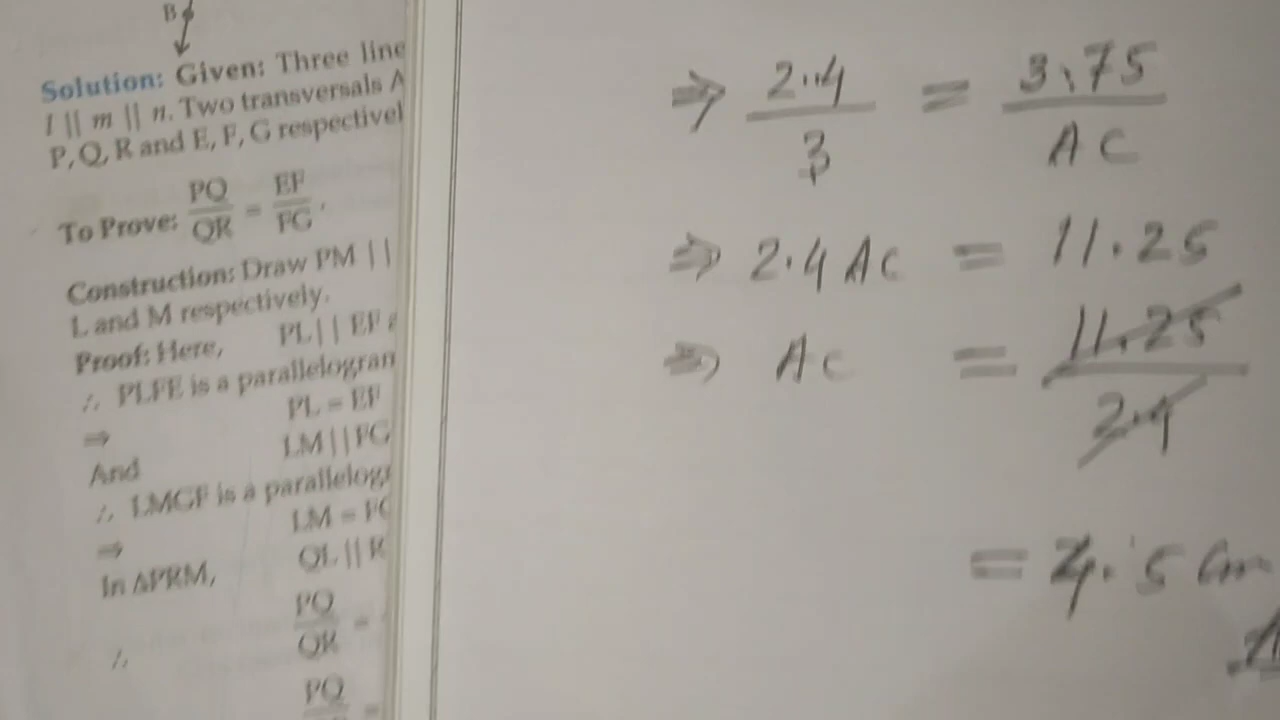 B
Solution: Given: Three line
l || m || n. Two transversals A
P, Q, R and E, F, G respectivel
To Prove: PQ/QR = EF/FG.
Construction: Draw PM ||
L and M respectively.
Proof: Here, PL || EF
∴ PLFE is a parallelogram
⇒ PL = EF
And LM || FG
∴ LMGF is a parallelogr
⇒ LM = FG
In ΔPRM, QL || R
∴ PQ/QR =
PQ
⇒ 2.4/3 = 3.75/AC
⇒ 2.4 AC = 11.25
⇒ AC = 11.25/2.4
= 4.5 cm